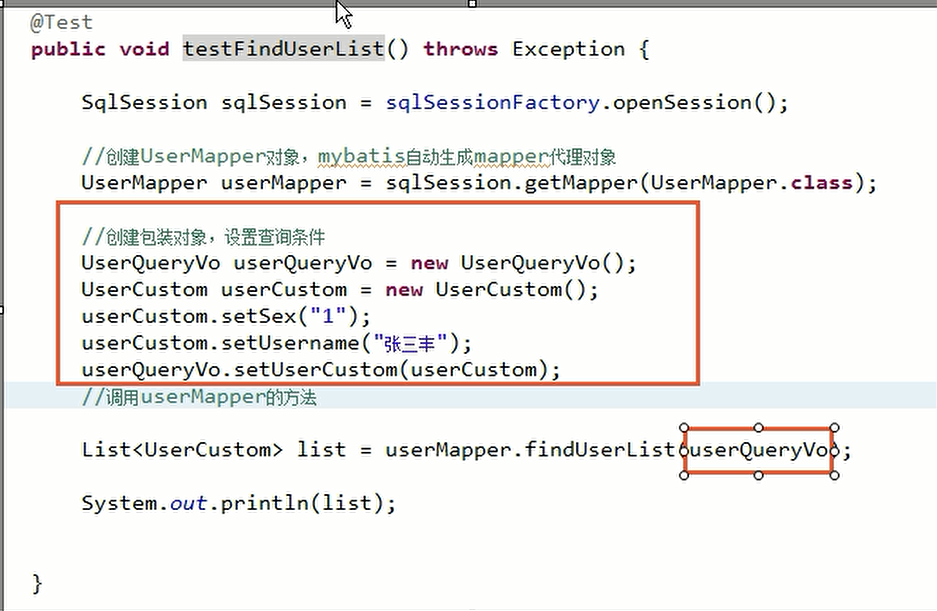 @Test
public void testFindUserList() throws Exception {
SqlSession sqlSession = sqlSessionFactory.openSession();
//创建UserMapper对象，mybatis自动生成mapper代理对象
UserMapper userMapper = sqlSession.getMapper(UserMapper.class);
//创建包装对象，设置查询条件
UserQueryVo userQueryVo = new UserQueryVo();
UserCustom userCustom = new UserCustom();
userCustom.setSex("1");
userCustom.setUsername("张三丰");
userQueryVo.setUserCustom(userCustom);
//调用userMapper的方法
List<UserCustom> list = userMapper.findUserList(userQueryVo);
System.out.println(list);
}